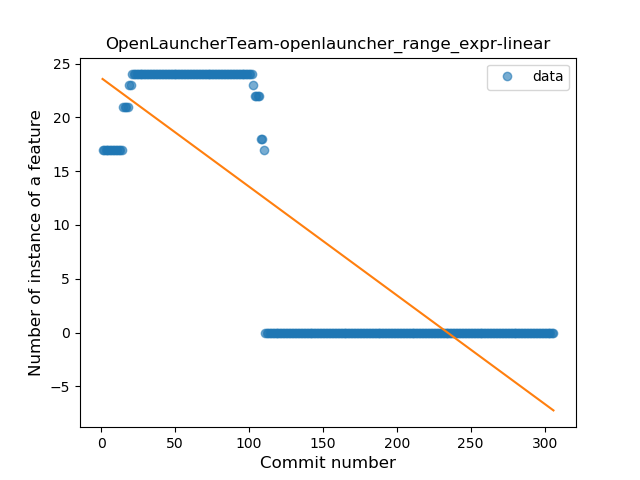 OpenLauncherTeam-openlauncher_range_expr-linear
data
Number of instance of a feature
25
20
15
10
5
0
−5
0 50 100 150 200 250 300
Commit number